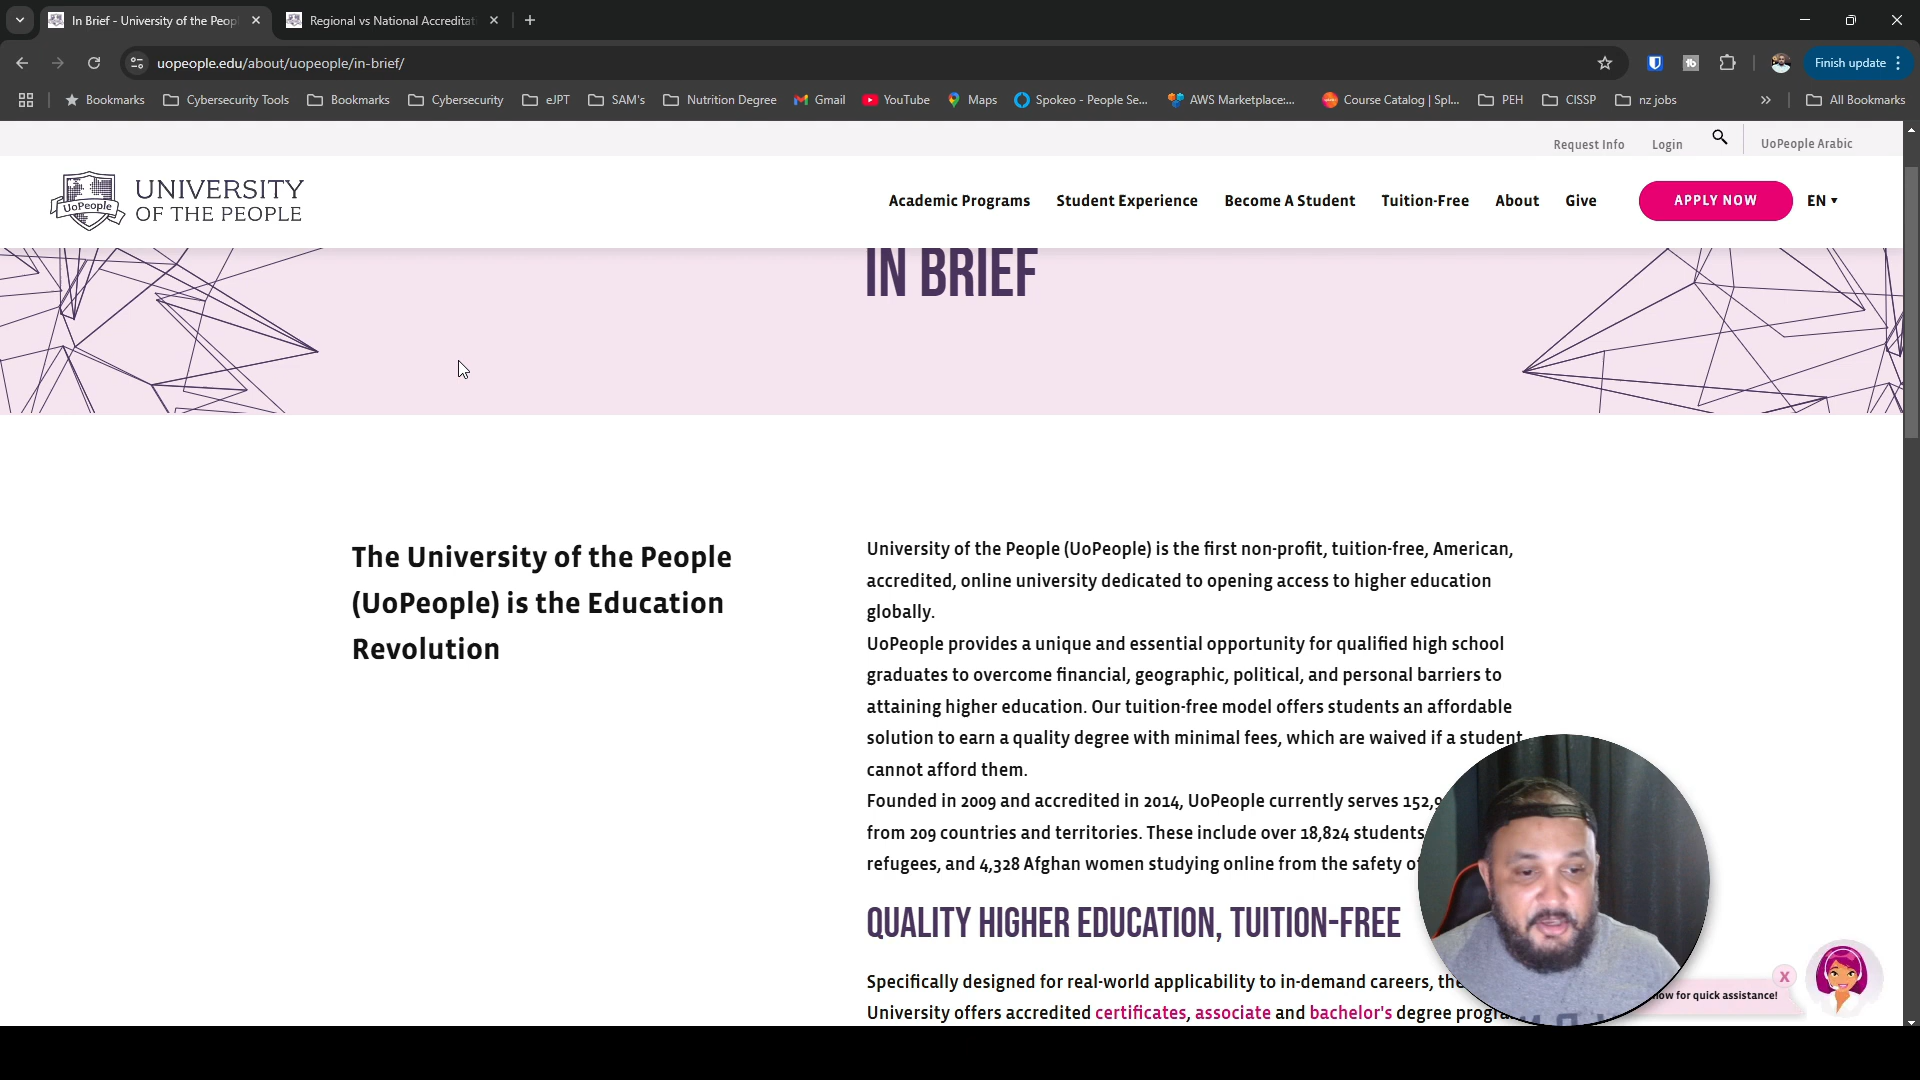 In Brief - University of the Peop
Regional vs National Accreditat
uopeople.edu/about/uopeople/in-brief/
Finish update
Bookmarks
Cybersecurity Tools
Bookmarks
Cybersecurity
eJPT
SAM's
Nutrition Degree
Gmail
YouTube
Maps
Spokeo - People Se...
AWS Marketplace:...
Course Catalog | Spl...
PEH
CISSP
nz jobs
All Bookmarks
Request Info
Login
UoPeople Arabic
UoPeople
UNIVERSITY
OF THE PEOPLE
Academic Programs
Student Experience
Become A Student
Tuition-Free
About
Give
APPLY NOW
EN
IN BRIEF
The University of the People
(UoPeople) is the Education
Revolution
University of the People (UoPeople) is the first non-profit, tuition-free, American,
accredited, online university dedicated to opening access to higher education
globally.
UoPeople provides a unique and essential opportunity for qualified high school
graduates to overcome financial, geographic, political, and personal barriers to
attaining higher education. Our tuition-free model offers students an affordable
solution to earn a quality degree with minimal fees, which are waived if a student
cannot afford them.
Founded in 2009 and accredited in 2014, UoPeople currently serves 152,9
from 209 countries and territories. These include over 18,824 students
refugees, and 4,328 Afghan women studying online from the safety of
QUALITY HIGHER EDUCATION, TUITION-FREE
Specifically designed for real-world applicability to in-demand careers, the
University offers accredited certificates, associate and bachelor's degree
X
now for quick assistance!